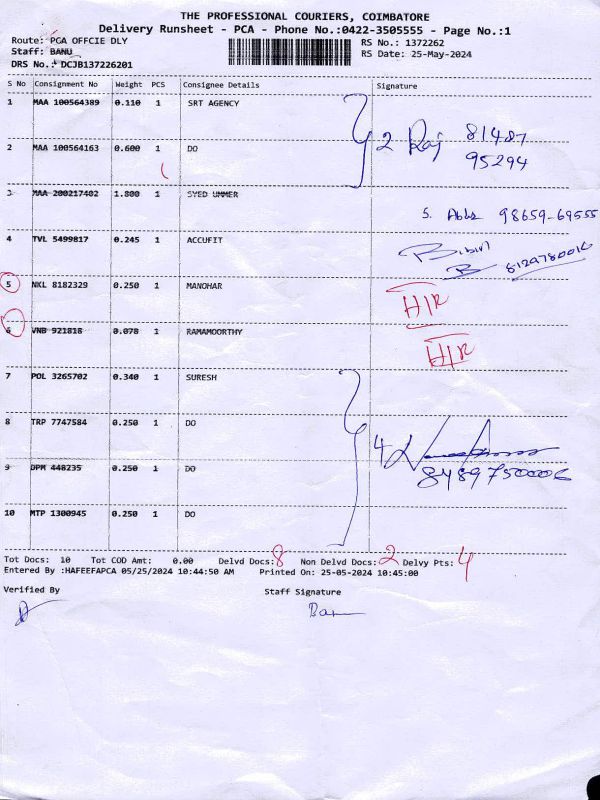 THE PROFESSIONAL COURIERS, COIMBATORE
Delivery Runsheet - PCA - Phone No.:0422-3505555 - Page No.:1
Route: PGA OFFCIE DLY
RS No.: 1372262
Staff: BANU
RS Date: 25-May-2024
DRS No.: DCJB137226201
S No Consignment No Weight PCS Consignee Details Signature
1 MAA 100564389 0.110 1 SRT AGENCY
2 Raj 81487
95294
2 MAA 100564163 0.600 1 DO
3 MAA 200217402 1.800 1 SYED UMMER
S. Abbs 98659-69555
4 TVL 5499817 0.245 1 ACCUFIT
8129780016
5 NKL 8182329 0.250 1 MANOHAR
H/R
6 VNB 921818 0.078 1 RAMAMOORTHY
H/R
7 POL 3265702 0.340 1 SURESH
8 TRP 7747584 0.250 1 DO
4
8489750006
9 DPM 448235 0.250 1 DO
10 MTP 1300945 0.250 1 DO
Tot Docs: 10 Tot COD Amt: 0.00 Delvd Docs: 8 Non Delvd Docs: 2 Delvy Pts: 4
Entered By :HAFEEFAPCA 05/25/2024 10:44:50 AM Printed On: 25-05-2024 10:45:00
Verified By Staff Signature